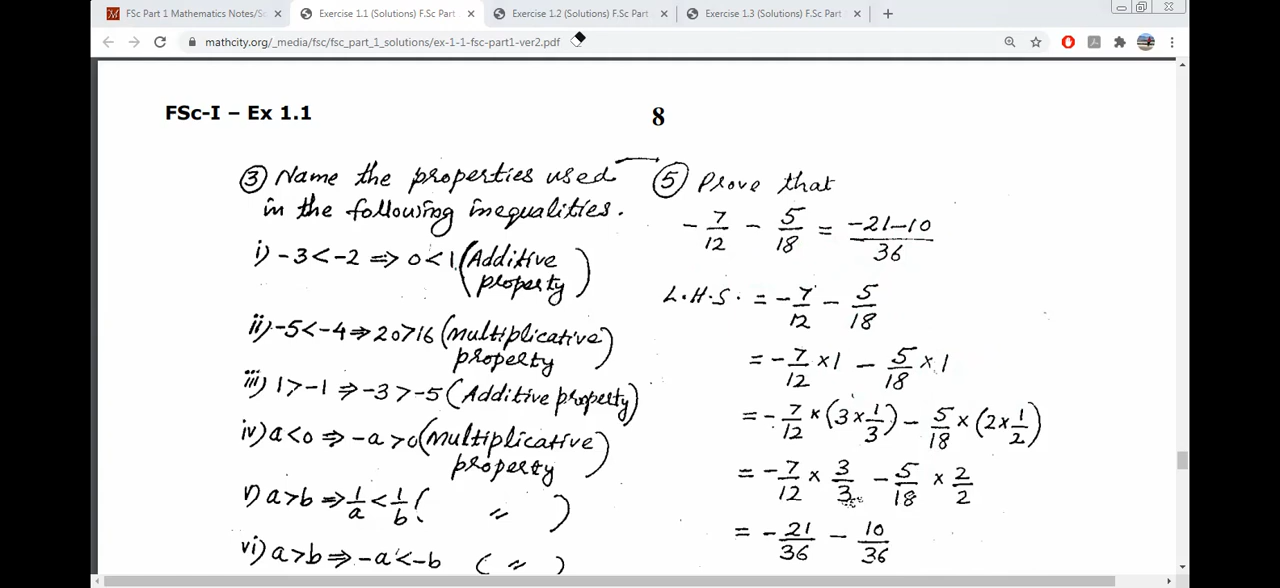 FSc Part 1 Mathematics Notes/So
Exercise 1.1 (Solutions) F.Sc Part
Exercise 1.2 (Solutions) F.Sc Part
Exercise 1.3 (Solutions) F.Sc Part
mathcity.org/_media/fsc/fsc_part_1_solutions/ex-1-1-fsc-part1-ver2.pdf
FSc-I – Ex 1.1
8
③ Name the properties used
in the following inequalities.
i) -3 < -2 ⇒ 0 < 1 (Additive
property)
ii) -5 < -4 ⇒ 20 > 16 (Multiplicative
property)
iii) 1 > -1 ⇒ -3 > -5 (Additive property)
iv) a < 0 ⇒ -a > 0 (Multiplicative
property)
v) a > b ⇒ 1/a < 1/b ( " )
vi) a > b ⇒ -a < -b ( " )
⑤ Prove that
- 7/12 - 5/18 = -21-10/36
L.H.S. = - 7/12 - 5/18
= - 7/12 × 1 - 5/18 × 1
= - 7/12 × (3 × 1/3) - 5/18 × (2 × 1/2)
= - 7/12 × 3/3 - 5/18 × 2/2
= - 21/36 - 10/36